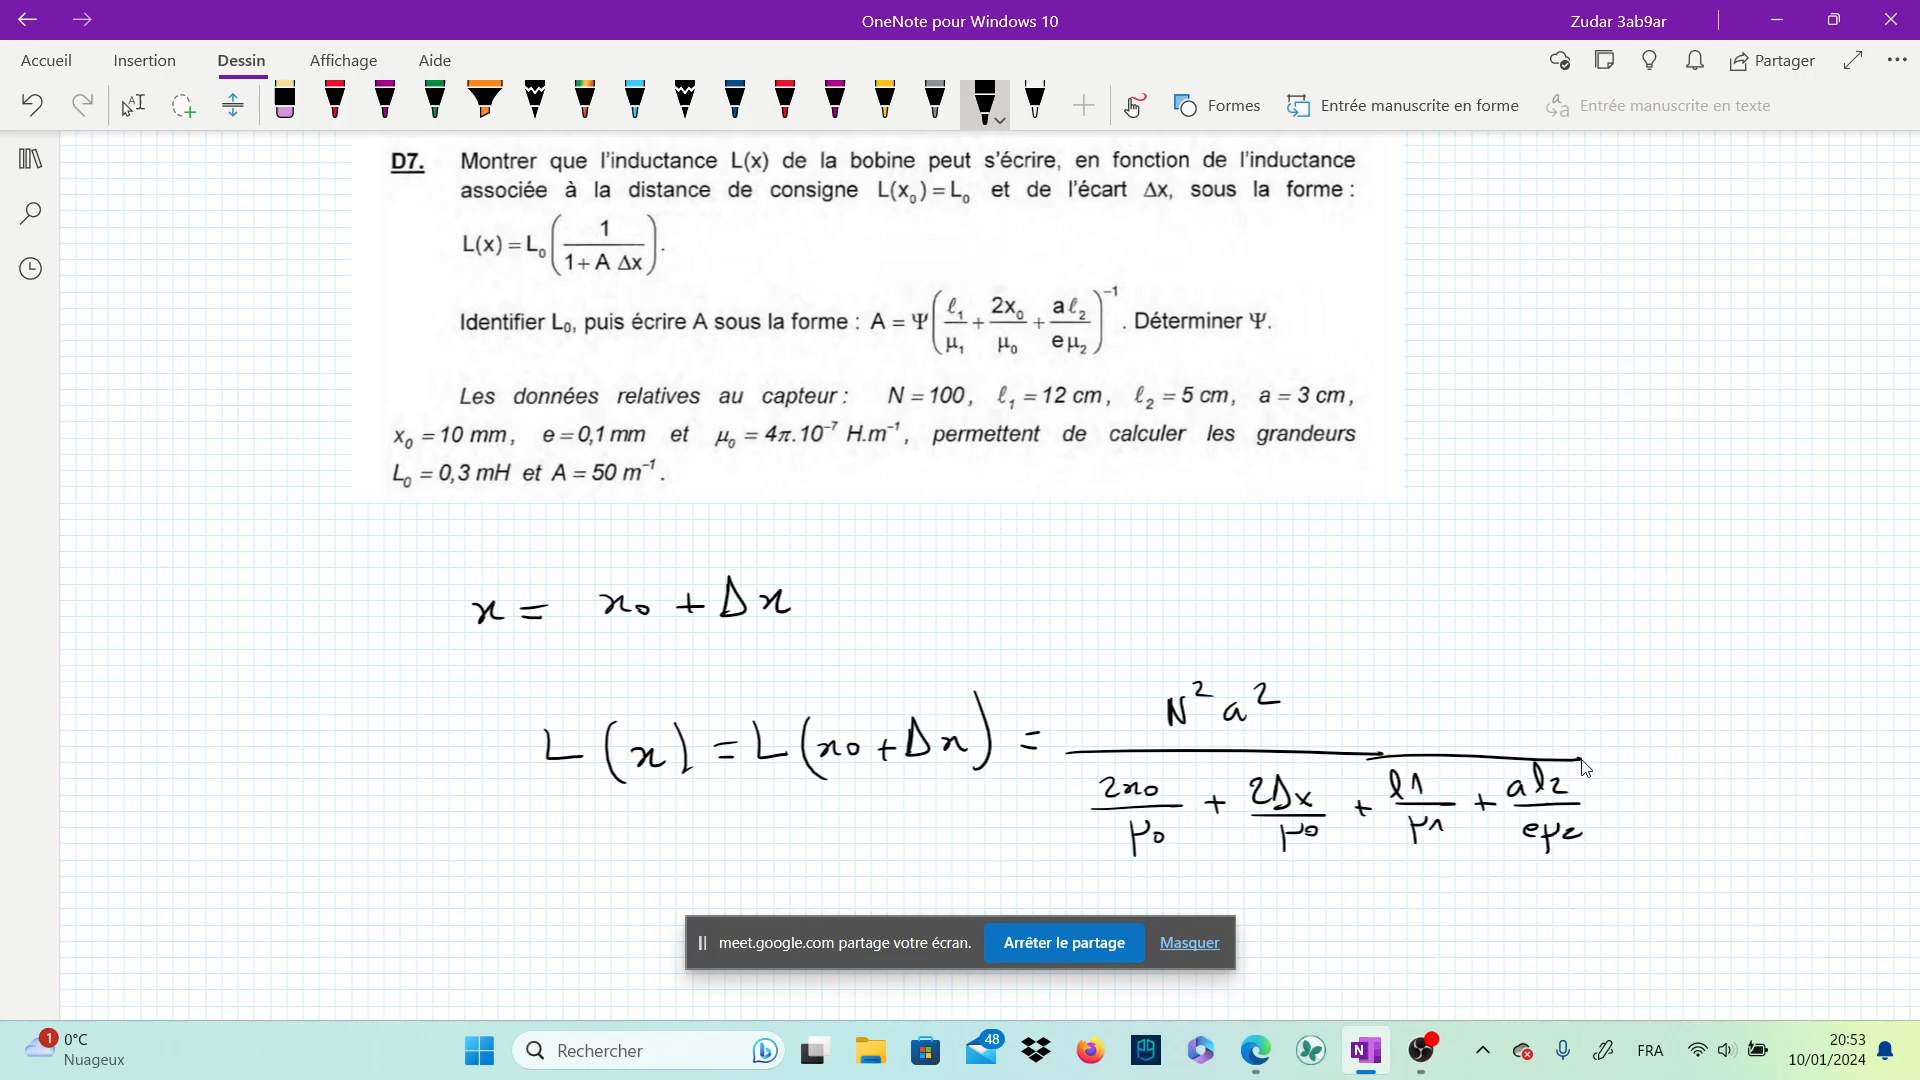 OneNote pour Windows 10
Zudar 3ab9ar
Accueil Insertion Dessin Affichage Aide
Partager
Formes Entrée manuscrite en forme Entrée manuscrite en texte
D7. Montrer que l'inductance L(x) de la bobine peut s'écrire, en fonction de l'inductance
associée à la distance de consigne L(x₀) = L₀ et de l'écart Δx, sous la forme :
L(x) = L₀ (1 / (1 + A Δx)).
Identifier L₀, puis écrire A sous la forme : A = Ψ (ℓ₁/μ₁ + 2x₀/μ₀ + aℓ₂/eμ₂)⁻¹. Déterminer Ψ.
Les données relatives au capteur : N = 100, ℓ₁ = 12 cm, ℓ₂ = 5 cm, a = 3 cm,
x₀ = 10 mm, e = 0,1 mm et μ₀ = 4π.10⁻⁷ H.m⁻¹, permettent de calculer les grandeurs
L₀ = 0,3 mH et A = 50 m⁻¹.
x = x₀ + Δx
L(x) = L(x₀ + Δx) = N²a² / (2x₀/μ₀ + 2Δx/μ₀ + ℓ1/μ1 + aℓ2/eμ2)
meet.google.com partage votre écran. Arrêter le partage Masquer
1 0°C
Nuageux
Rechercher
48
FRA
20:53
10/01/2024